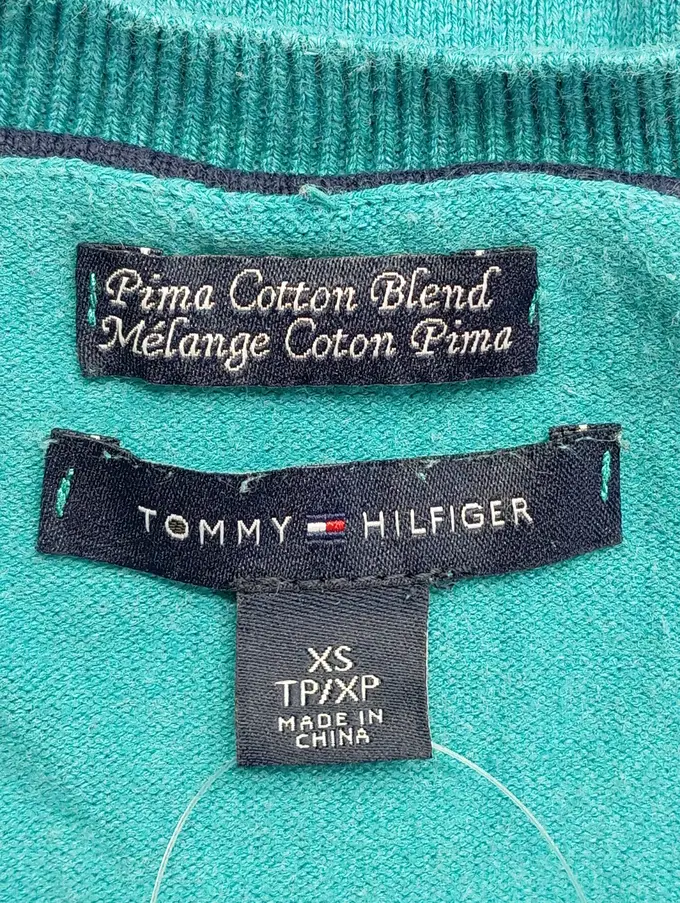 Pima Cotton Blend
Mélange Coton Pima
TOMMY HILFIGER
XS
TP/XP
MADE IN
CHINA